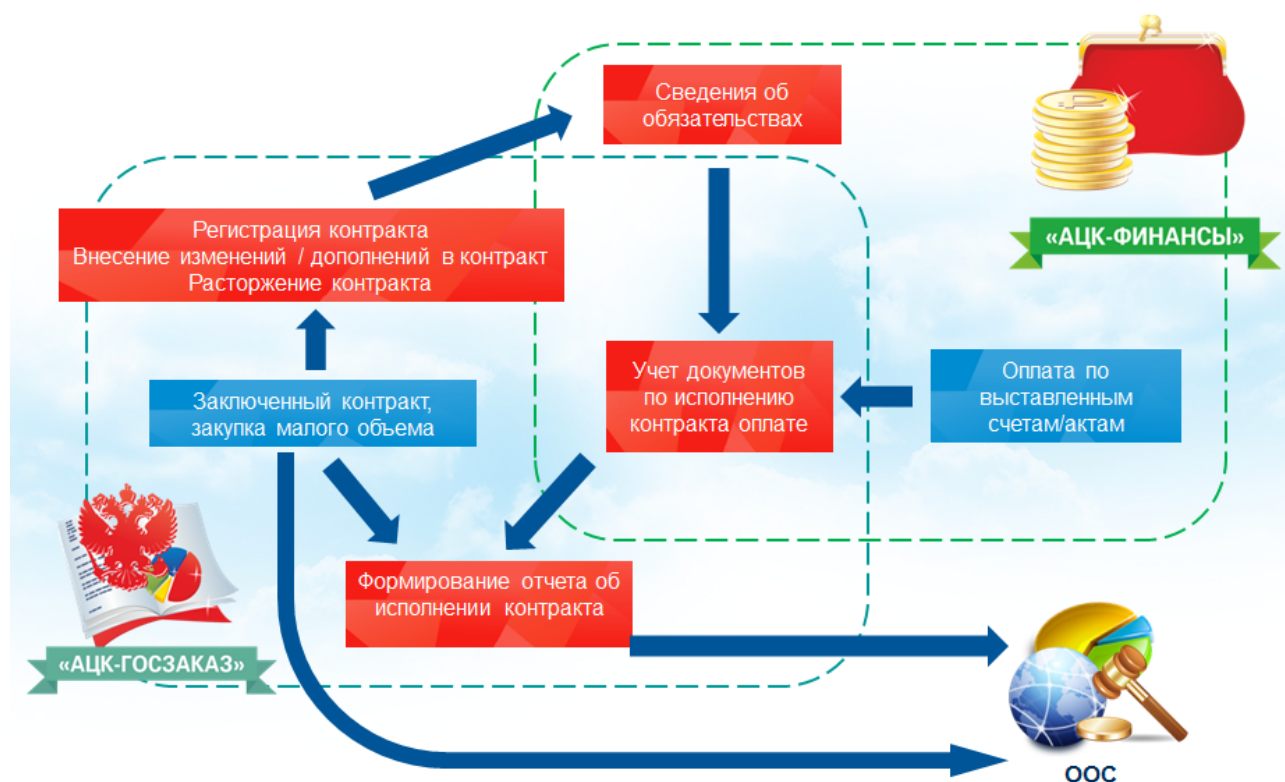 Сведения об
обязательствах
«АЦК-ФИНАНСЫ»
Регистрация контракта
Внесение изменений / дополнений в контракт
Расторжение контракта
Учет документов
по исполнению
контракта оплате
Оплата по
выставленным
счетам/актам
Заключенный контракт,
закупка малого объема
Формирование отчета об
исполнении контракта
«АЦК-ГОСЗАКАЗ»
ООС